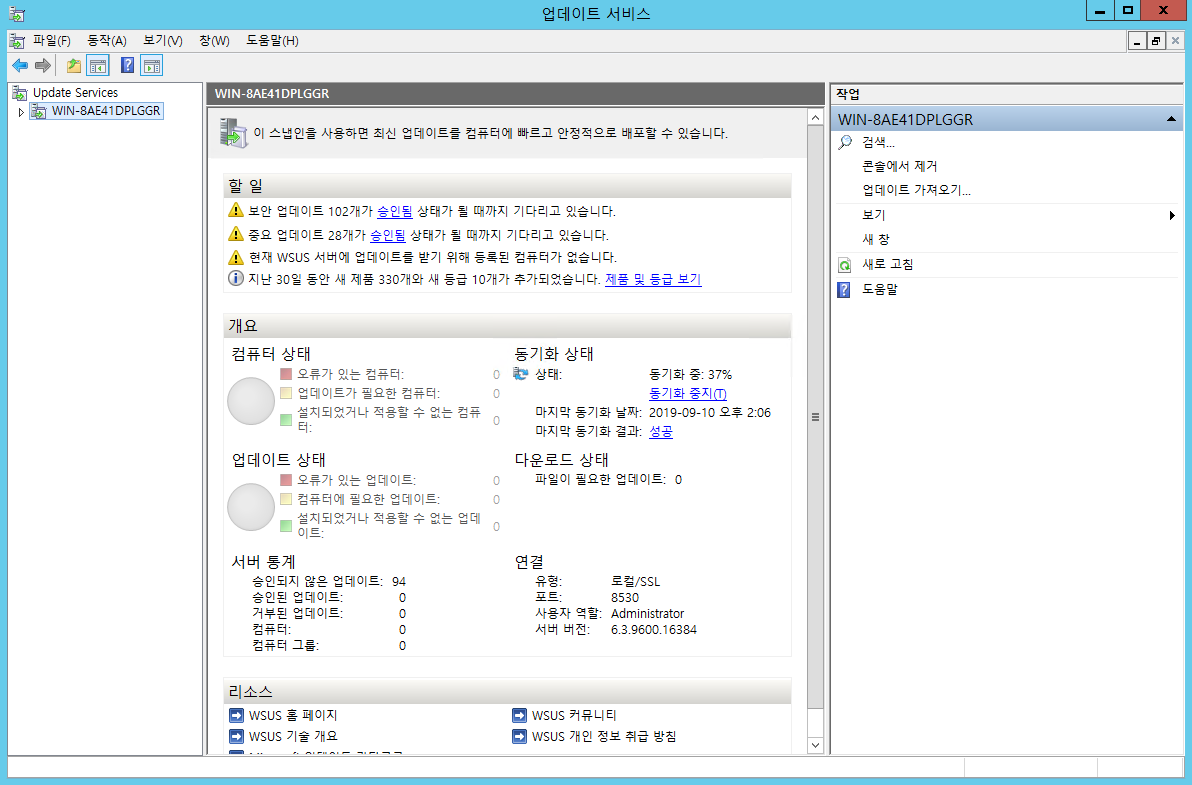 업데이트 서비스
파일(F) 동작(A) 보기(V) 창(W) 도움말(H)
Update Services
WIN-8AE41DPLGGR
WIN-8AE41DPLGGR
이 스냅인을 사용하면 최신 업데이트를 컴퓨터에 빠르고 안정적으로 배포할 수 있습니다.
할 일
보안 업데이트 102개가 승인됨 상태가 될 때까지 기다리고 있습니다.
중요 업데이트 28개가 승인됨 상태가 될 때까지 기다리고 있습니다.
현재 WSUS 서버에 업데이트를 받기 위해 등록된 컴퓨터가 없습니다.
지난 30일 동안 새 제품 330개와 새 등급 10개가 추가되었습니다. 제품 및 등급 보기
개요
컴퓨터 상태
오류가 있는 컴퓨터: 0
업데이트가 필요한 컴퓨터: 0
설치되었거나 적용할 수 없는 컴퓨
터: 0
동기화 상태
상태: 동기화 중: 37%
동기화 중지(T)
마지막 동기화 날짜: 2019-09-10 오후 2:06
마지막 동기화 결과: 성공
업데이트 상태
오류가 있는 업데이트: 0
컴퓨터에 필요한 업데이트: 0
설치되었거나 적용할 수 없는 업데
이트: 0
다운로드 상태
파일이 필요한 업데이트: 0
서버 통계
승인되지 않은 업데이트: 94
승인된 업데이트: 0
거부된 업데이트: 0
컴퓨터: 0
컴퓨터 그룹: 0
연결
유형: 로컬/SSL
포트: 8530
사용자 역할: Administrator
서버 버전: 6.3.9600.16384
리소스
WSUS 홈 페이지
WSUS 커뮤니티
WSUS 기술 개요
WSUS 개인 정보 취급 방침
작업
WIN-8AE41DPLGGR
검색...
콘솔에서 제거
업데이트 가져오기...
보기
새 창
새로 고침
도움말